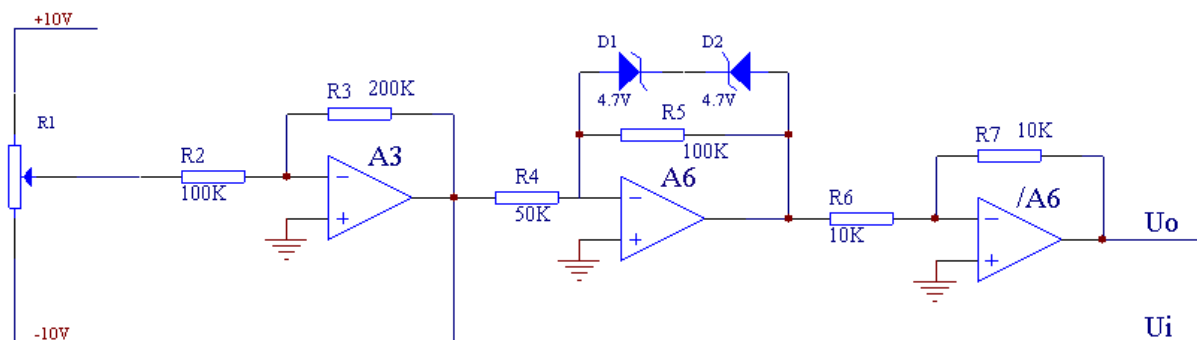 +10V
R1
-10V
R2
100K
R3 200K
A3
R4
50K
D1
4.7V
D2
4.7V
R5
100K
A6
R6
10K
R7 10K
/A6
Uo
Ui